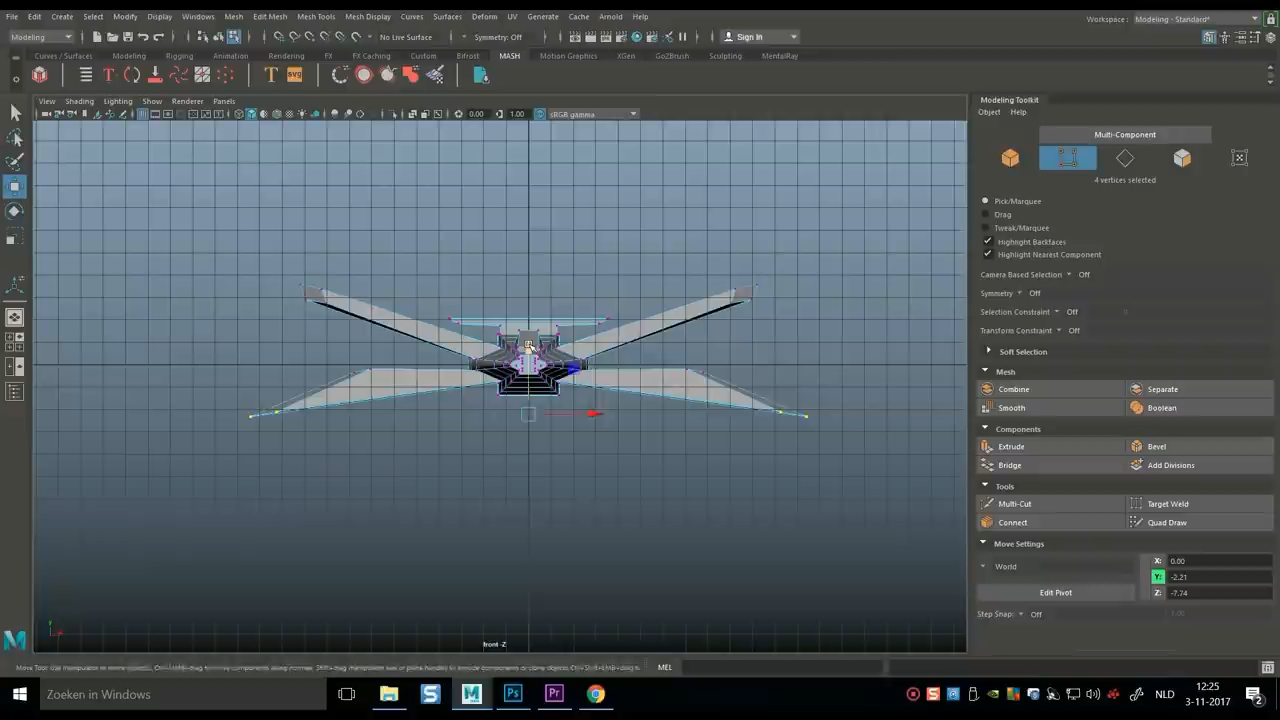 File Edit Create Select Modify Display Windows Mesh Edit Mesh Mesh Tools Mesh Display Curves Surfaces Deform UV Generate Cache Arnold Help
Workspace : Modeling - Standard*
Modeling No Live Surface Symmetry: Off Sign In
Curves / Surfaces Modeling Rigging Animation Rendering FX FX Caching Custom Bifrost MASH Motion Graphics XGen GoZBrush Sculpting MentalRay
T svg
View Shading Lighting Show Renderer Panels
0.00 1.00 sRGB gamma
Modeling Toolkit
Object Help
Multi-Component
4 vertices selected
Pick/Marquee
Drag
Tweak/Marquee
Highlight Backfaces
Highlight Nearest Component
Camera Based Selection Off
Symmetry Off
Selection Constraint Off
Transform Constraint Off
Soft Selection
Mesh
Combine Separate
Smooth Boolean
Components
Extrude Bevel
Bridge Add Divisions
Tools
Multi-Cut Target Weld
Connect Quad Draw
Move Settings
World
X: 0.00
Y: -2.21
Z: -7.74
Edit Pivot
Step Snap: Off 1.00
front -Z
MEL
Zoeken in Windows
S M Ps Pr
NLD
12:25
3-11-2017
2